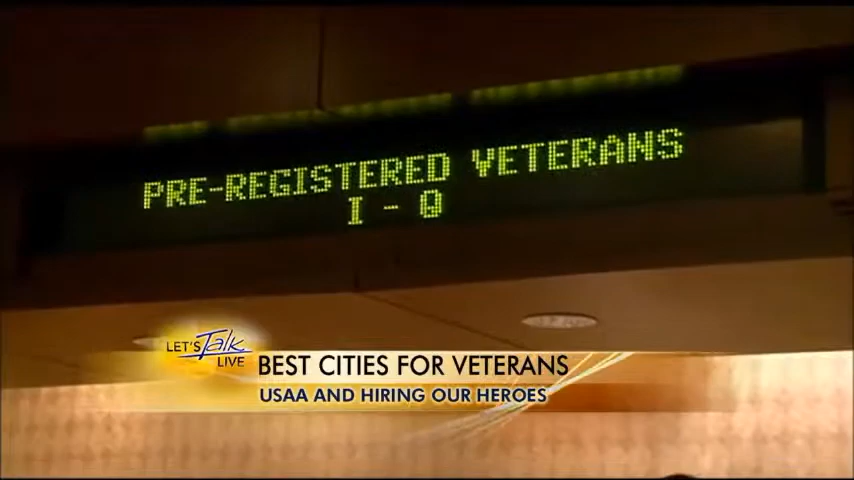 PRE-REGISTERED VETERANS
I - Q
LET'S Talk LIVE
BEST CITIES FOR VETERANS
USAA AND HIRING OUR HEROES